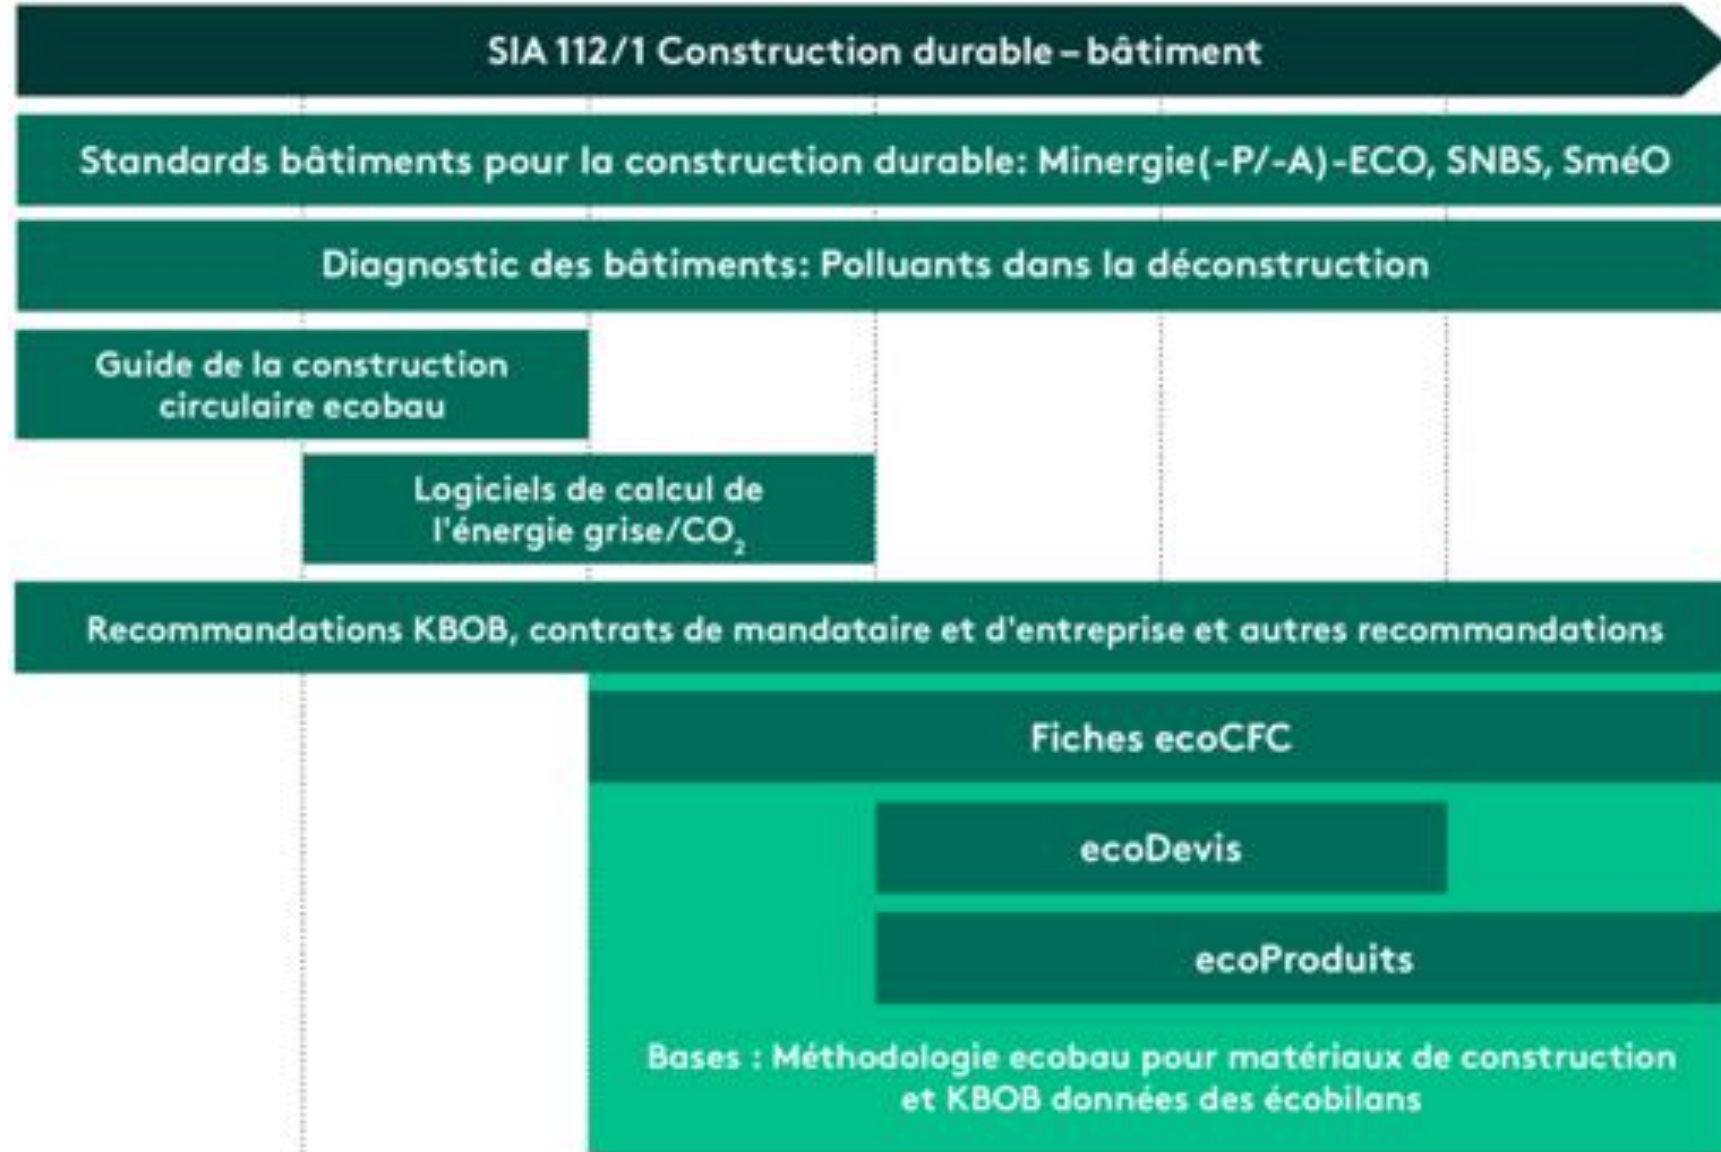 SIA 112/1 Construction durable – bâtiment
Standards bâtiments pour la construction durable: Minergie(-P/-A)-ECO, SNBS, SméO
Diagnostic des bâtiments: Polluants dans la déconstruction
Guide de la construction
circulaire ecobau
Logiciels de calcul de
l'énergie grise/CO₂
Recommandations KBOB, contrats de mandataire et d'entreprise et autres recommandations
Fiches ecoCFC
ecoDevis
ecoProduits
Bases : Méthodologie ecobau pour matériaux de construction
et KBOB données des écobilans